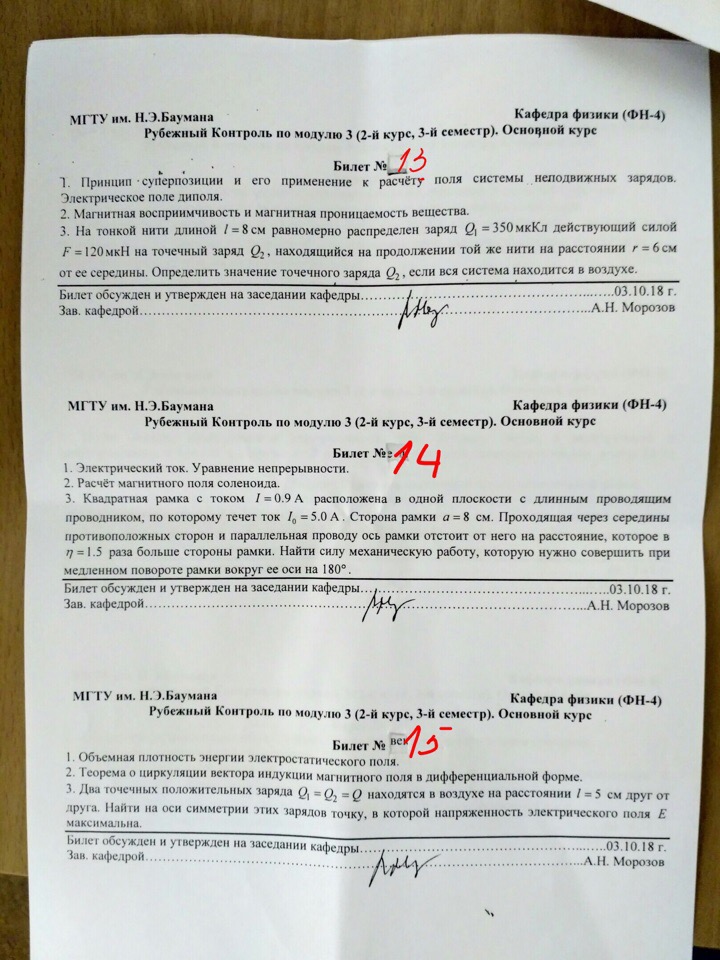 МГТУ им. Н.Э.Баумана Кафедра физики (ФН-4)
Рубежный Контроль по модулю 3 (2-й курс, 3-й семестр). Основной курс
Билет № 13
1. Принцип суперпозиции и его применение к расчёту поля системы неподвижных зарядов.
Электрическое поле диполя.
2. Магнитная восприимчивость и магнитная проницаемость вещества.
3. На тонкой нити длиной l = 8 см равномерно распределен заряд Q₁ = 350 мкКл действующий силой
F = 120 мкН на точечный заряд Q₂, находящийся на продолжении той же нити на расстоянии r = 6 см
от ее середины. Определить значение точечного заряда Q₂, если вся система находится в воздухе.
Билет обсужден и утвержден на заседании кафедры……………………………………..…….03.10.18 г.
Зав. кафедрой……………………………………………………………………...А.Н. Морозов
МГТУ им. Н.Э.Баумана Кафедра физики (ФН-4)
Рубежный Контроль по модулю 3 (2-й курс, 3-й семестр). Основной курс
Билет № 14
1. Электрический ток. Уравнение непрерывности.
2. Расчёт магнитного поля соленоида.
3. Квадратная рамка с током I = 0.9 А расположена в одной плоскости с длинным проводящим
проводником, по которому течет ток I₀ = 5.0 А. Сторона рамки a = 8 см. Проходящая через середины
противоположных сторон и параллельная проводу ось рамки отстоит от него на расстояние, которое в
η = 1.5 раза больше стороны рамки. Найти силу механическую работу, которую нужно совершить при
медленном повороте рамки вокруг ее оси на 180°.
Билет обсужден и утвержден на заседании кафедры……………………………………..…….03.10.18 г.
Зав. кафедрой……………………………………………………………………...А.Н. Морозов
МГТУ им. Н.Э.Баумана Кафедра физики (ФН-4)
Рубежный Контроль по модулю 3 (2-й курс, 3-й семестр). Основной курс
Билет № 15
1. Объемная плотность энергии электростатического поля.
2. Теорема о циркуляции вектора индукции магнитного поля в дифференциальной форме.
3. Два точечных положительных заряда Q₁ = Q₂ = Q находятся в воздухе на расстоянии l = 5 см друг от
друга. Найти на оси симметрии этих зарядов точку, в которой напряженность электрического поля E
максимальна.
Билет обсужден и утвержден на заседании кафедры……………………………………..…….03.10.18 г.
Зав. кафедрой……………………………………………………………………...А.Н. Морозов